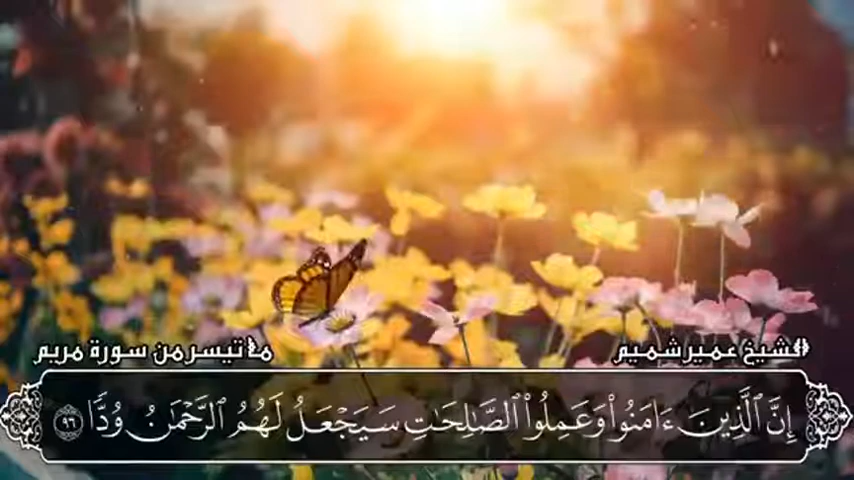 الشيخ عمير شميم
ما تيسر من سورة مريم
إِنَّ ٱلَّذِينَ ءَامَنُوا۟ وَعَمِلُوا۟ ٱلصَّٰلِحَٰتِ سَيَجْعَلُ لَهُمُ ٱلرَّحْمَٰنُ وُدًّا ٩٦